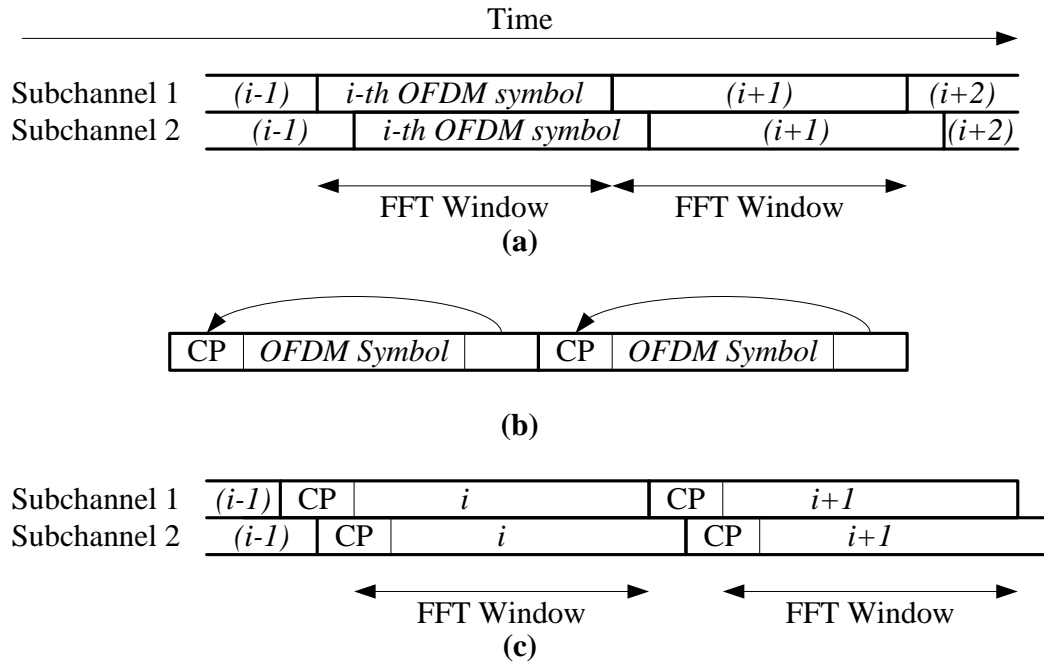 Time
Subchannel 1 (i-1) i-th OFDM symbol (i+1) (i+2)
Subchannel 2 (i-1) i-th OFDM symbol (i+1) (i+2)
FFT Window FFT Window
(a)
CP OFDM Symbol CP OFDM Symbol
(b)
Subchannel 1 (i-1) CP i CP i+1
Subchannel 2 (i-1) CP i CP i+1
FFT Window FFT Window
(c)